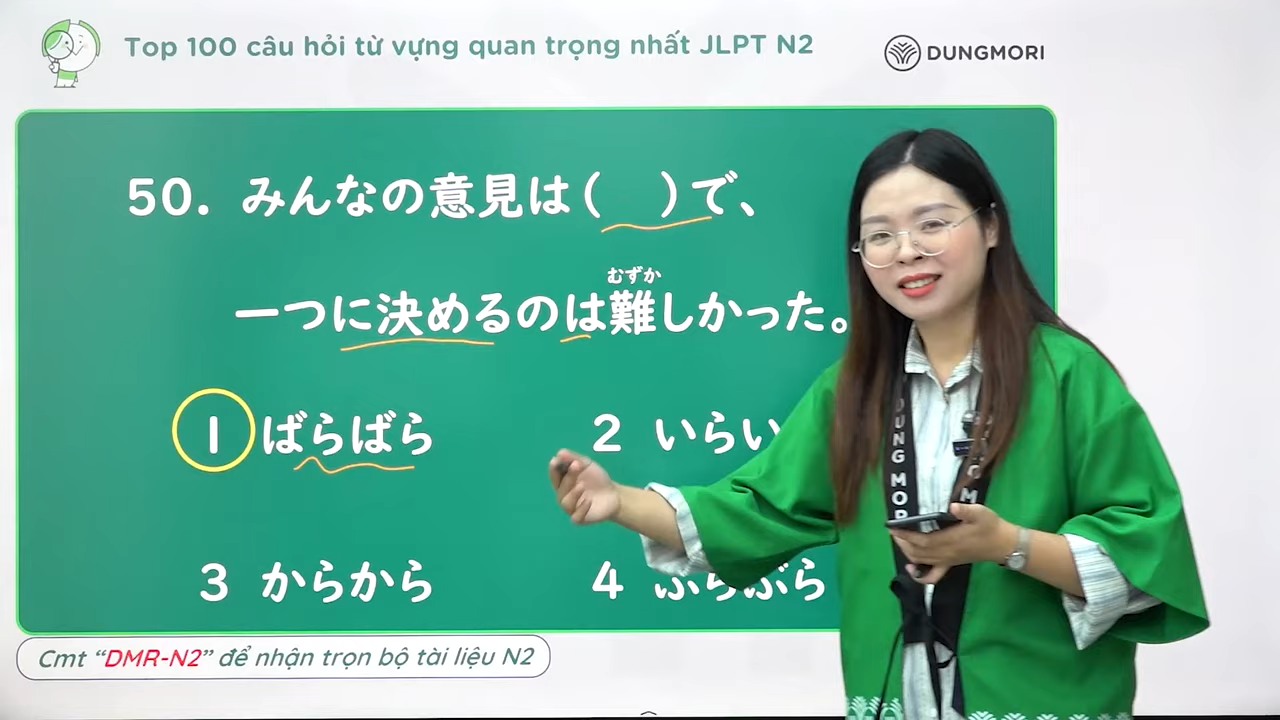 Top 100 câu hỏi từ vựng quan trọng nhất JLPT N2
DUNGMORI
50. みんなの意見は( )で、
むずか
一つに決めるのは難しかった。
1 ばらばら
2 いらい
3 からから
4 ぶらぶら
DUNG MOR
Cmt “DMR-N2” để nhận trọn bộ tài liệu N2